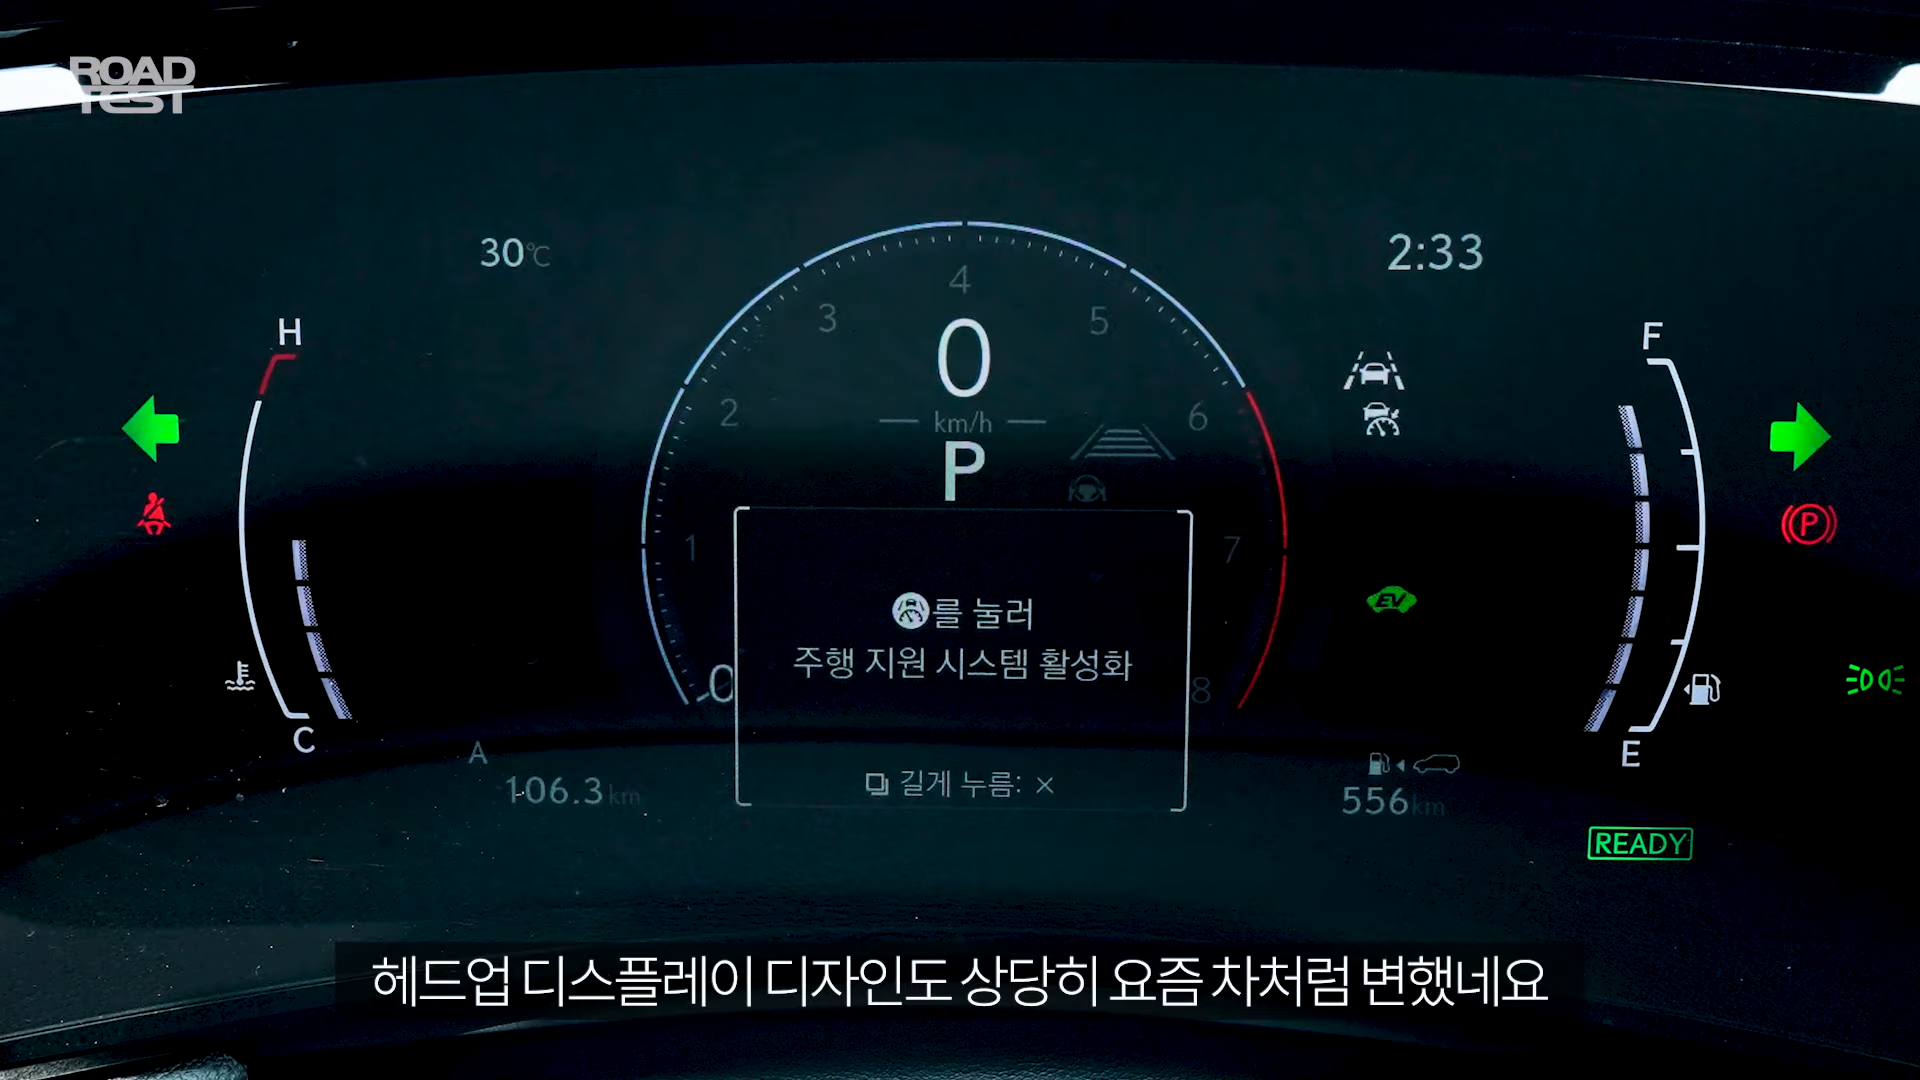 ROAD
TEST
30℃
2:33
H
F
4
3
5
0
2
km/h
6
P
P
1
7
를 눌러
EV
주행 지원 시스템 활성화
0
8
C
E
A
106.3 km
길게 누름: ×
556 km
READY
헤드업 디스플레이 디자인도 상당히 요즘 차처럼 변했네요